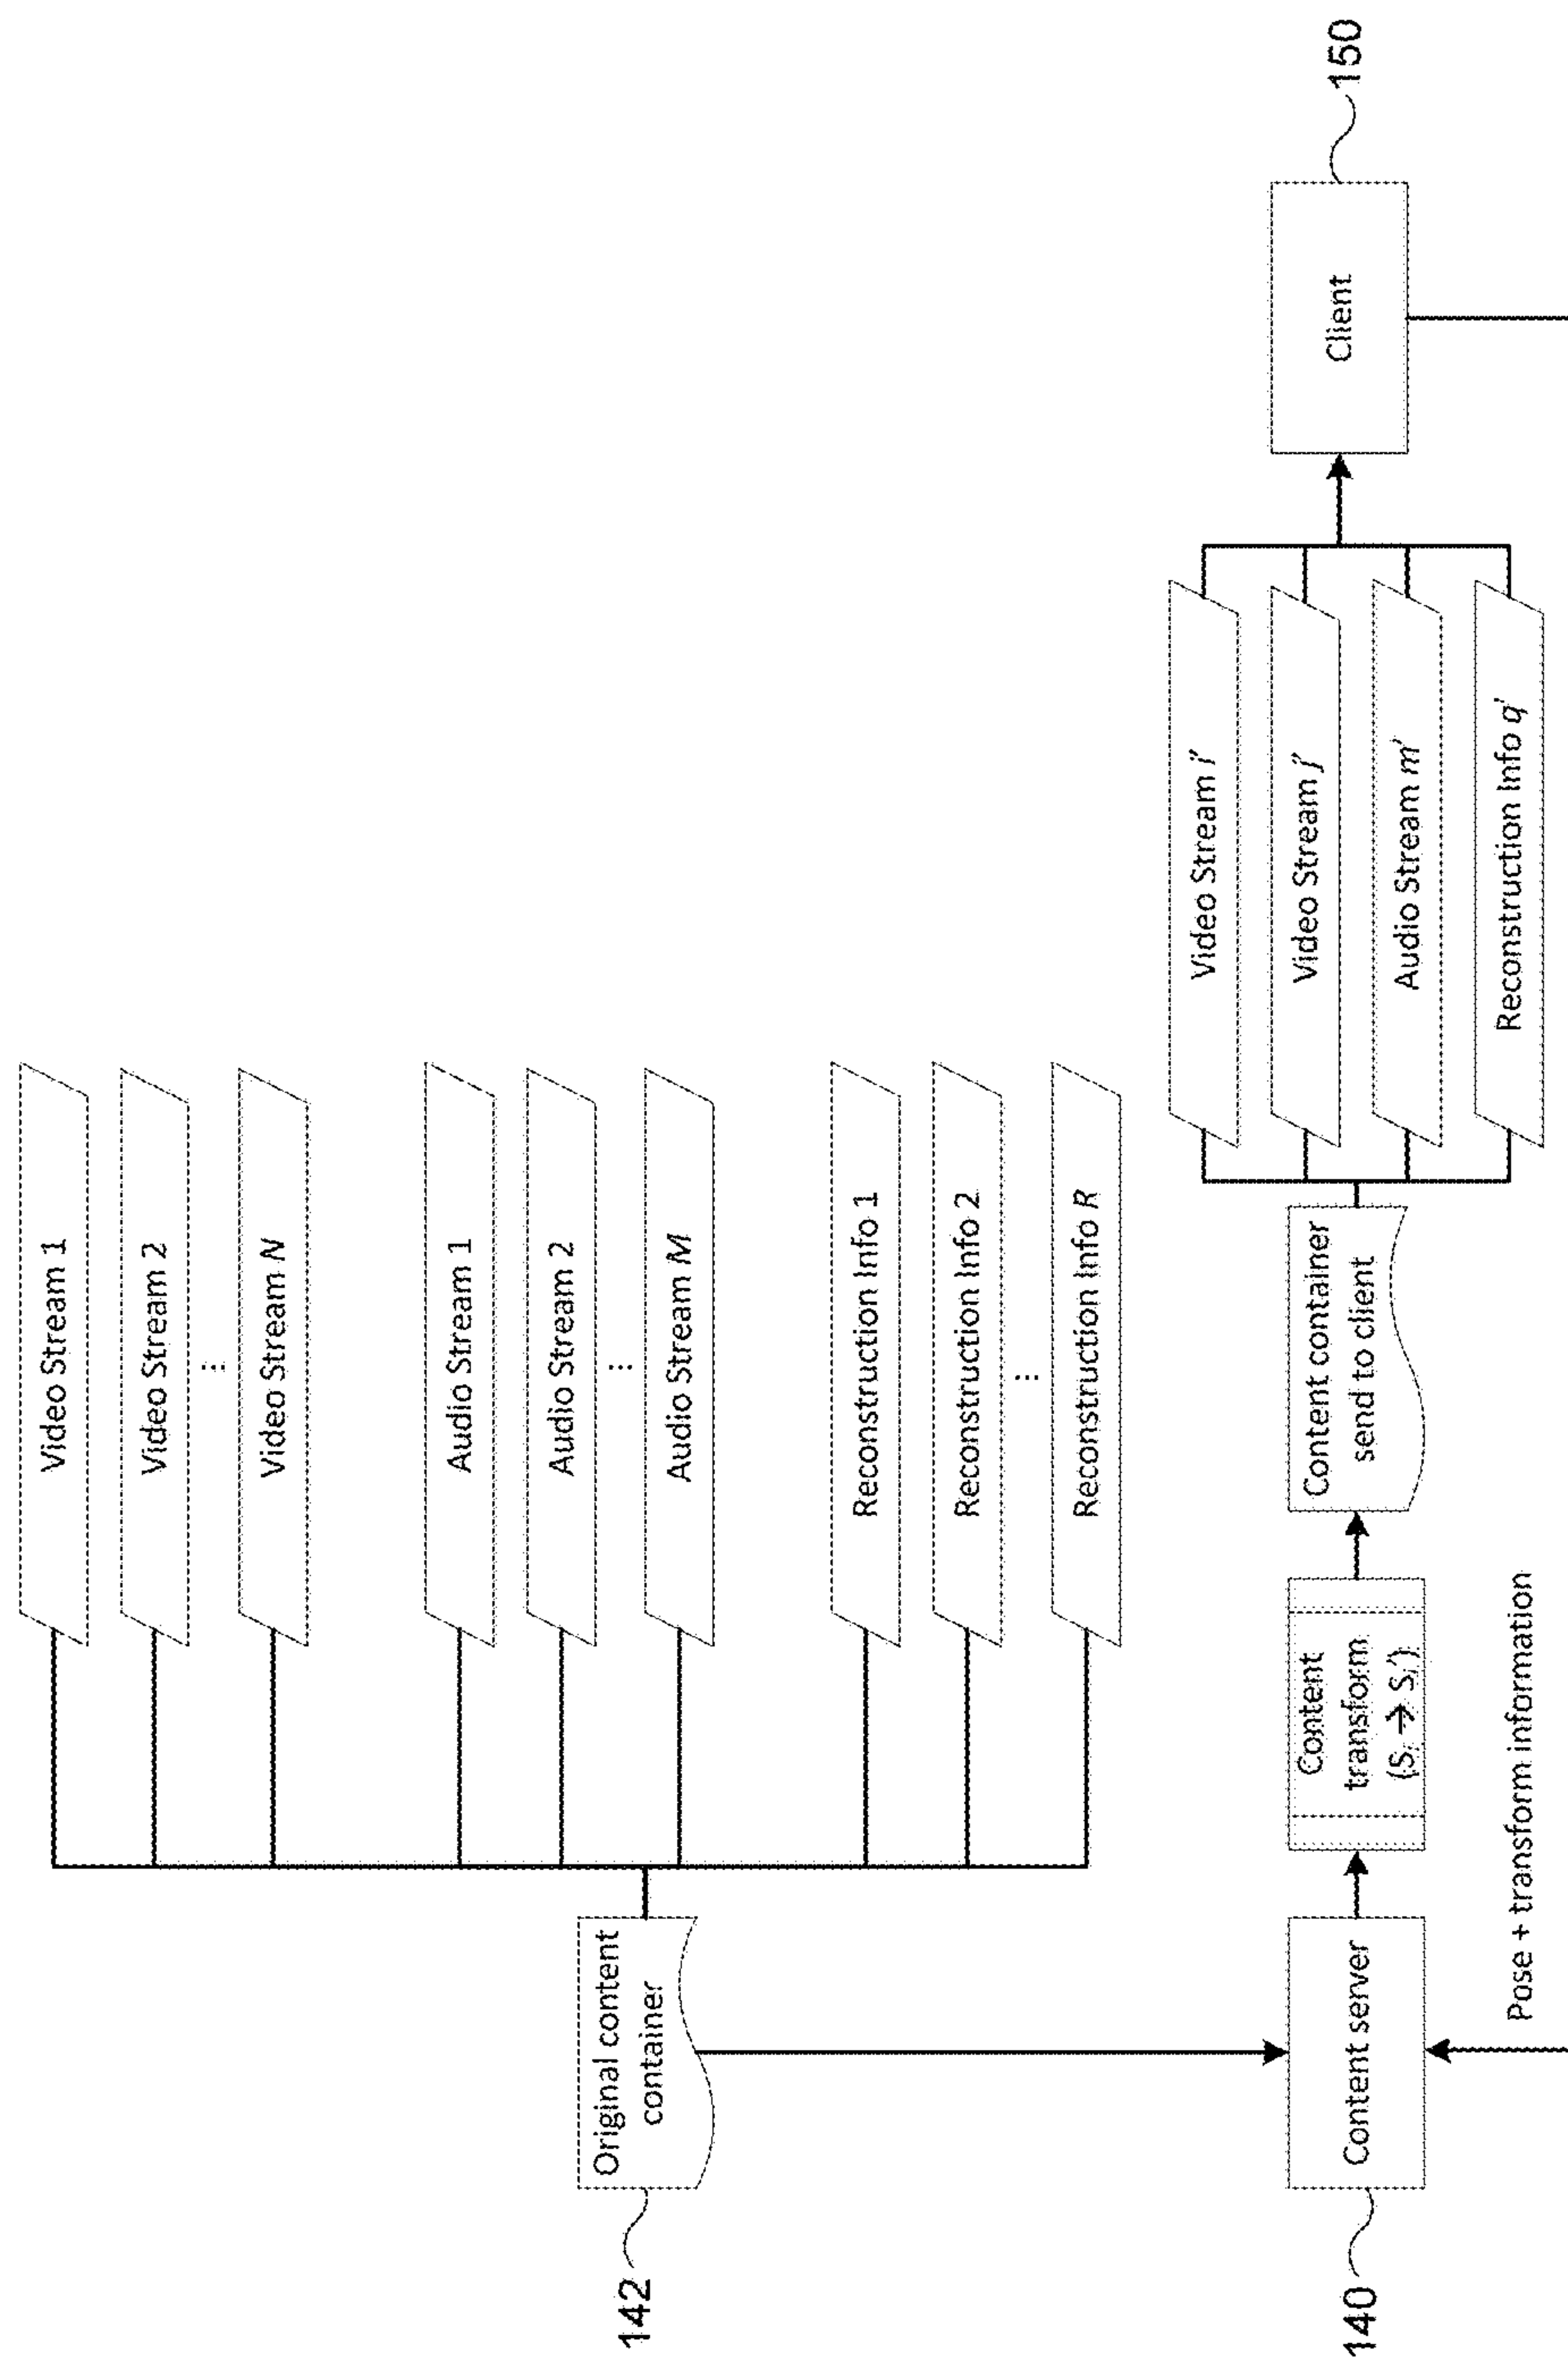 Video Stream 1
Video Stream 2
...
Video Stream N
Audio Stream 1
Audio Stream 2
...
Audio Stream M
Reconstruction Info 1
Reconstruction Info 2
...
Reconstruction Info R
Original content
container
142
Content server
140
Content
transform
(Sᵢ → Sᵢ')
Content container
send to client
Video Stream i'
Video Stream j'
Audio Stream m'
Reconstruction Info q'
Client
150
Pose + transform information